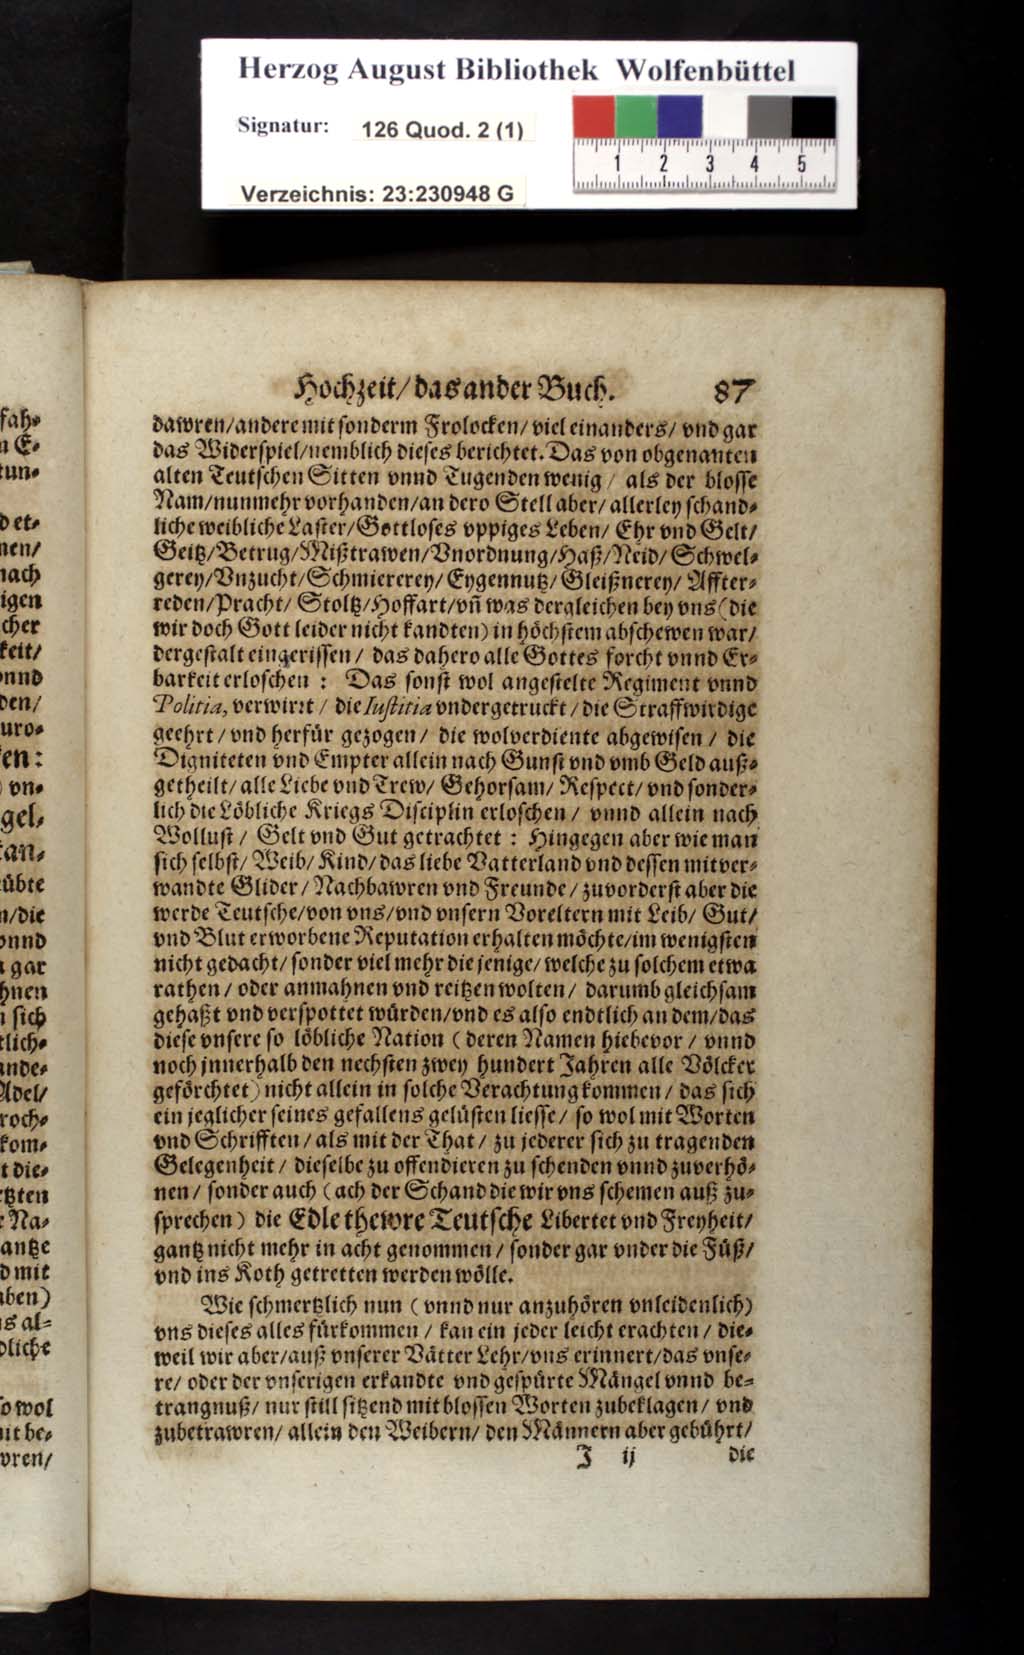 Herzog August Bibliothek Wolfenbüttel
Signatur: 126 Quod. 2 (1)
1 2 3 4 5
Verzeichnis: 23:230948 G
Hochzeit/ das ander Buch. 87
dawren/andere mit sonderm Frolocken/ viel einanders/ vnd gar
das Widerspiel/nemblich dieses berichtet. Das von obgenanten
alten Teutschen Sitten vnnd Tugenden wenig / als der blosse
Nam/nunmehr vorhanden/an dero Stell aber/ allerley schand-
liche weibliche Laster/Gottloses vppiges Leben/ Ehr vnd Gelt/
Geitz/Betrug/Mißtrawen/Vnordnung/Haß/Neid/ Schwel-
gerey/Vnzucht/Schmiererey/Eygennutz/ Gleißnerey/ Affter-
reden/Pracht/ Stoltz/Hoffart/vñ was dergleichen bey vns (die
wir doch Gott leider nicht kandten) in höchstem abschewen war/
dergestalt eingerissen / das dahero alle Gottes forcht vnnd Er-
barkeit erloschen : Das sonst wol angestelte Regiment vnnd
Politia, verwirrt / die Iustitia vndergetruckt / die Straffwirdige
geehrt / vnd herfür gezogen / die wolverdiente abgewisen / die
Digniteten vnd Empter allein nach Gunst vnd vmb Geld auß-
getheilt/ alle Liebe vnd Trew/ Gehorsam/ Respect/ vnd sonder-
lich die Löbliche Kriegs Disciplin erloschen / vnnd allein nach
Wollust / Gelt vnd Gut getrachtet : Hingegen aber wie man
sich selbst/ Weib/ Kind/ das liebe Vatterland vnd dessen mitver-
wandte Glider/ Nachbawren vnd Freunde/ zuvorderst aber die
werde Teutsche/von vns/vnd vnsern Voreltern mit Leib/ Gut/
vnd Blut erworbene Reputation erhalten möchte/im wenigsten
nicht gedacht/ sonder viel mehr die jenige/ welche zu solchem etwa
rathen / oder anmahnen vnd reitzen wolten / darumb gleichsam
gehaßt vnd verspottet würden/vnd es also endtlich an dem/das
diese vnsere so löbliche Nation ( deren Namen hiebevor / vnnd
noch jnnerhalb den nechsten zwey hundert Jahren alle Völcker
geförchtet) nicht allein in solche Verachtung kommen / das sich
ein jeglicher seines gefallens gelüsten liesse/ so wol mit Worten
vnd Schrifften / als mit der That / zu jederer sich zu tragenden
Gelegenheit / dieselbe zu offendieren zu schenden vnnd zuverhö-
nen / sonder auch ( ach der Schand die wir vns schemen auß zu-
sprechen) die Edle thewre Teutsche Libertet vnd Freyheit/
gantz nicht mehr in acht genommen / sonder gar vnder die Füß/
vnd ins Koth getretten werden wölle.
Wie schmertzlich nun ( vnnd nur anzuhören vnleidenlich)
vns dieses alles fürkommen / kan ein jeder leicht erachten / die-
weil wir aber/auß vnserer Vätter Lehr/vns erinnert/das vnse-
re/ oder der vnserigen erkandte vnd gespürte Mängel vnnd be-
trangnuß/ nur still sitzend mit blossen Worten zubeklagen/ vnd
zubetrawren/ allein den Weibern/ den Männern aber gebührt/
J ij die